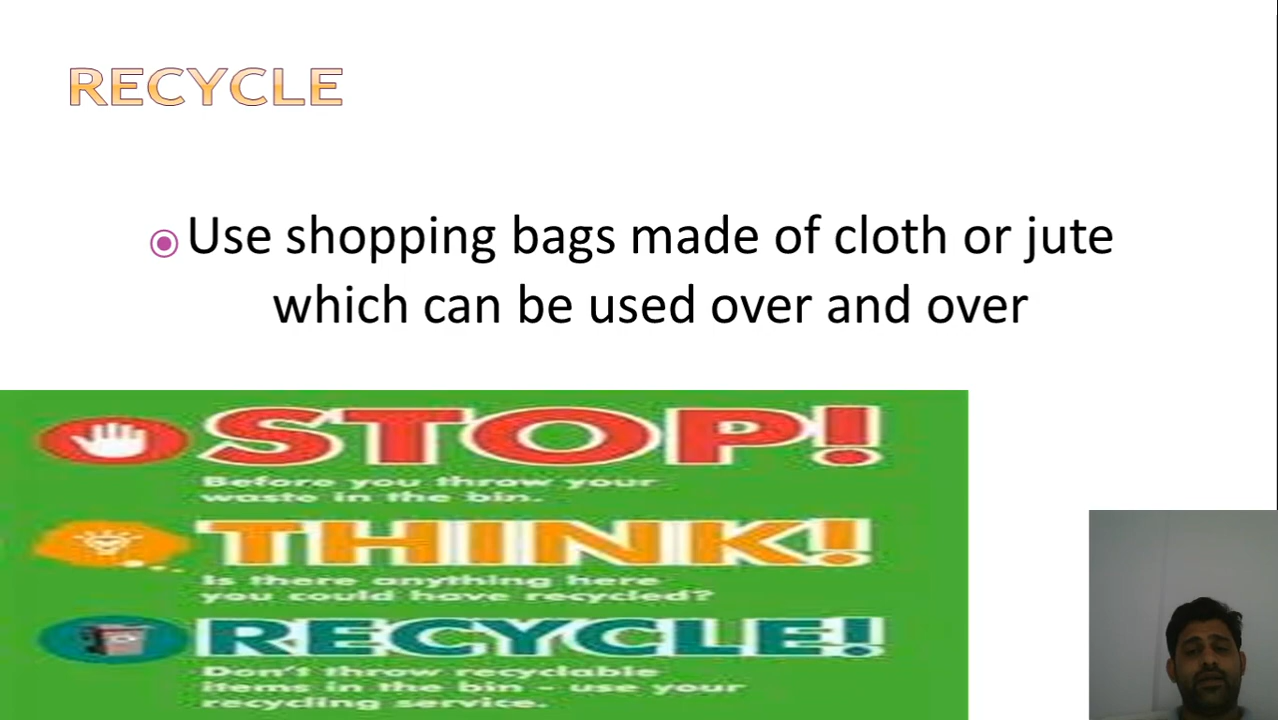 RECYCLE
Use shopping bags made of cloth or jute
which can be used over and over
STOP!
Before you throw your
waste in the bin.
THINK!
Is there anything here
you could have recycled?
RECYCLE!
Don't throw recyclable
items in the bin - use your
recycling service.